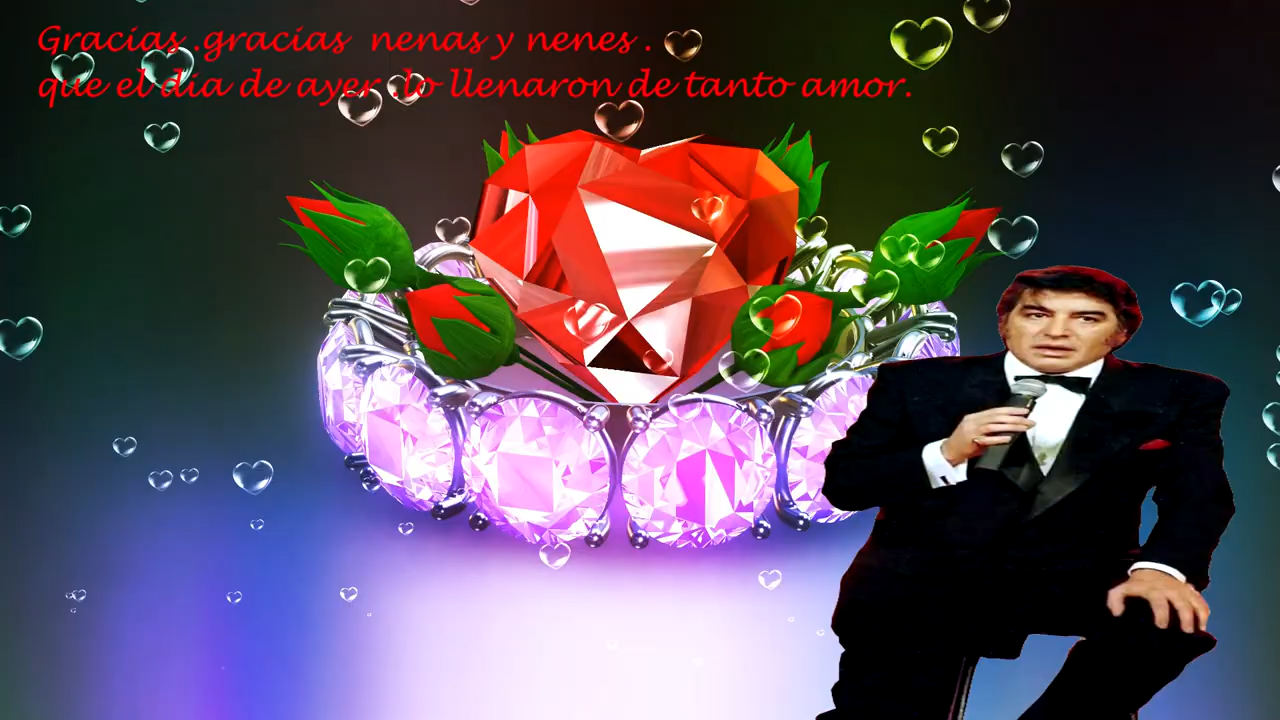 Gracias .gracias nenas y nenes .
que el dia de ayer .lo llenaron de tanto amor.